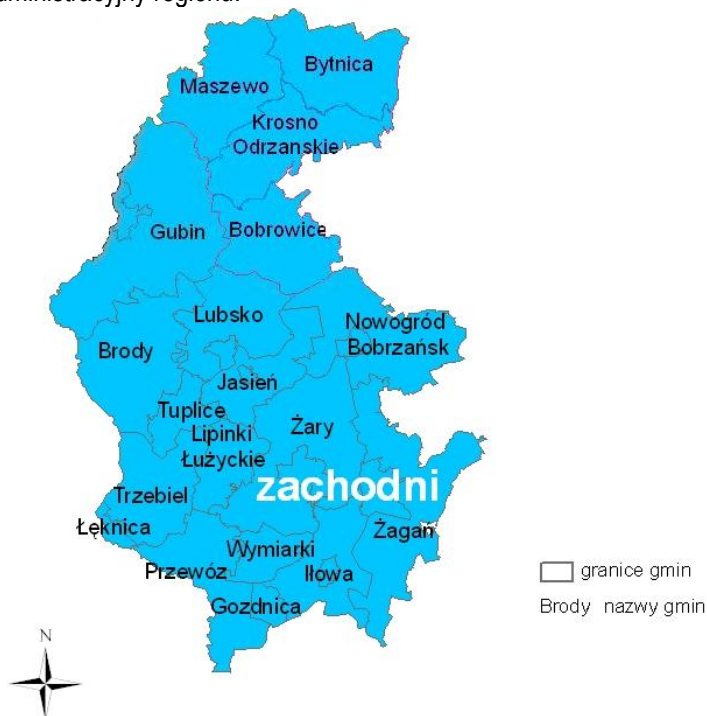 administracyjny regionu.
Bytnica
Maszewo
Krosno
Odrzanskie
Gubin
Bobrowice
Lubsko
Nowogród
Bobrzańsk
Brody
Jasień
Tuplice
Żary
Lipinki
Łużyckie
zachodni
Trzebiel
Łęknica
Żagań
Wymiarki
Przewóz
Iłowa
Gozdnica
granice gmin
Brody nazwy gmin
N